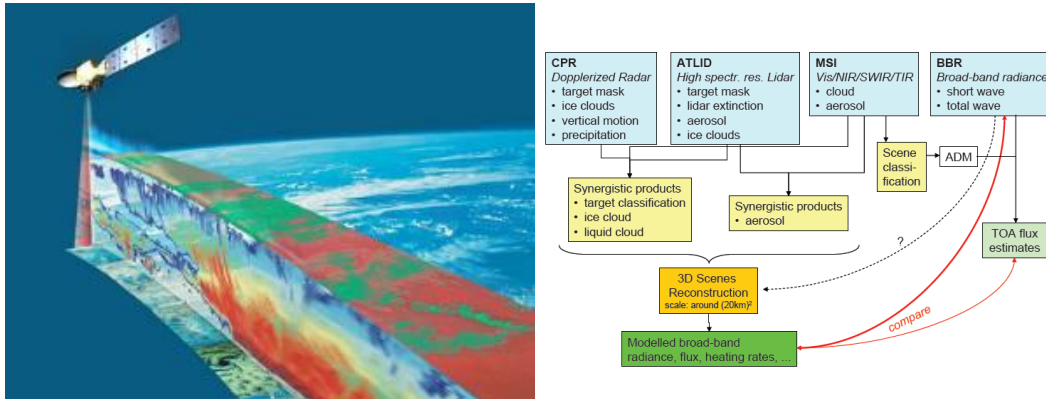 CPR
Dopplerized Radar
• target mask
• ice clouds
• vertical motion
• precipitation
ATLID
High spectr. res. Lidar
• target mask
• lidar extinction
• aerosol
• ice clouds
MSI
Vis/NIR/SWIR/TIR
• cloud
• aerosol
BBR
Broad-band radiance
• short wave
• total wave
Scene
classi-
fication
ADM
Synergistic products
• target classification
• ice cloud
• liquid cloud
Synergistic products
• aerosol
TOA flux
estimates
?
3D Scenes
Reconstruction
scale: around (20km)²
compare
Modelled broad-band
radiance, flux, heating rates, ...